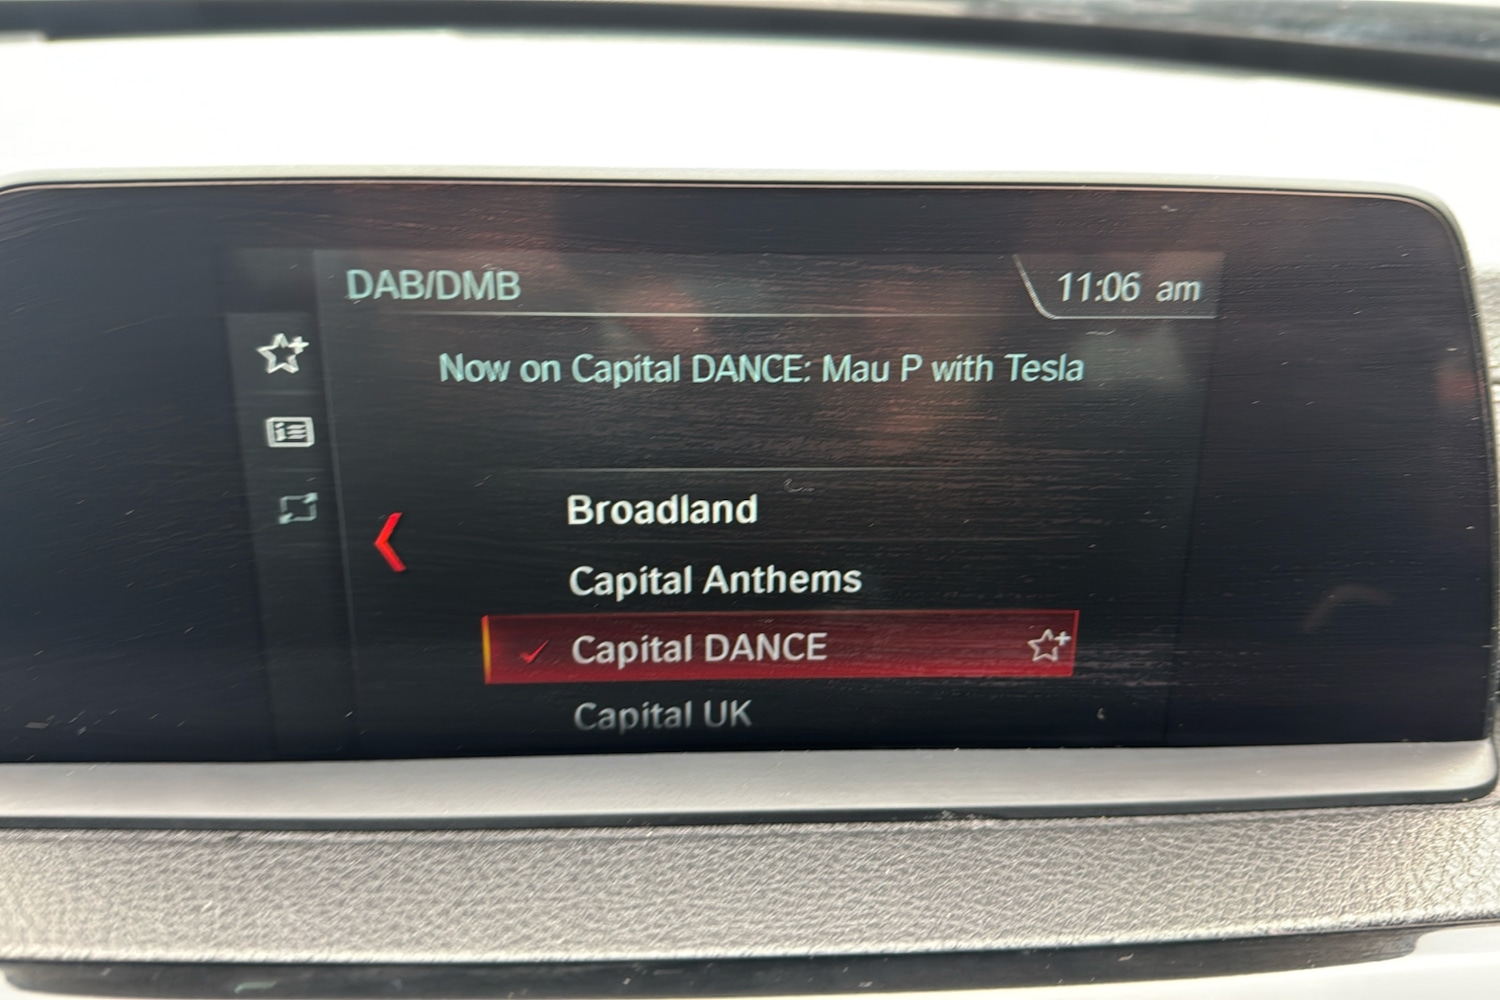 DAB/DMB
11:06 am
Now on Capital DANCE: Mau P with Tesla
Broadland
Capital Anthems
Capital DANCE
Capital UK